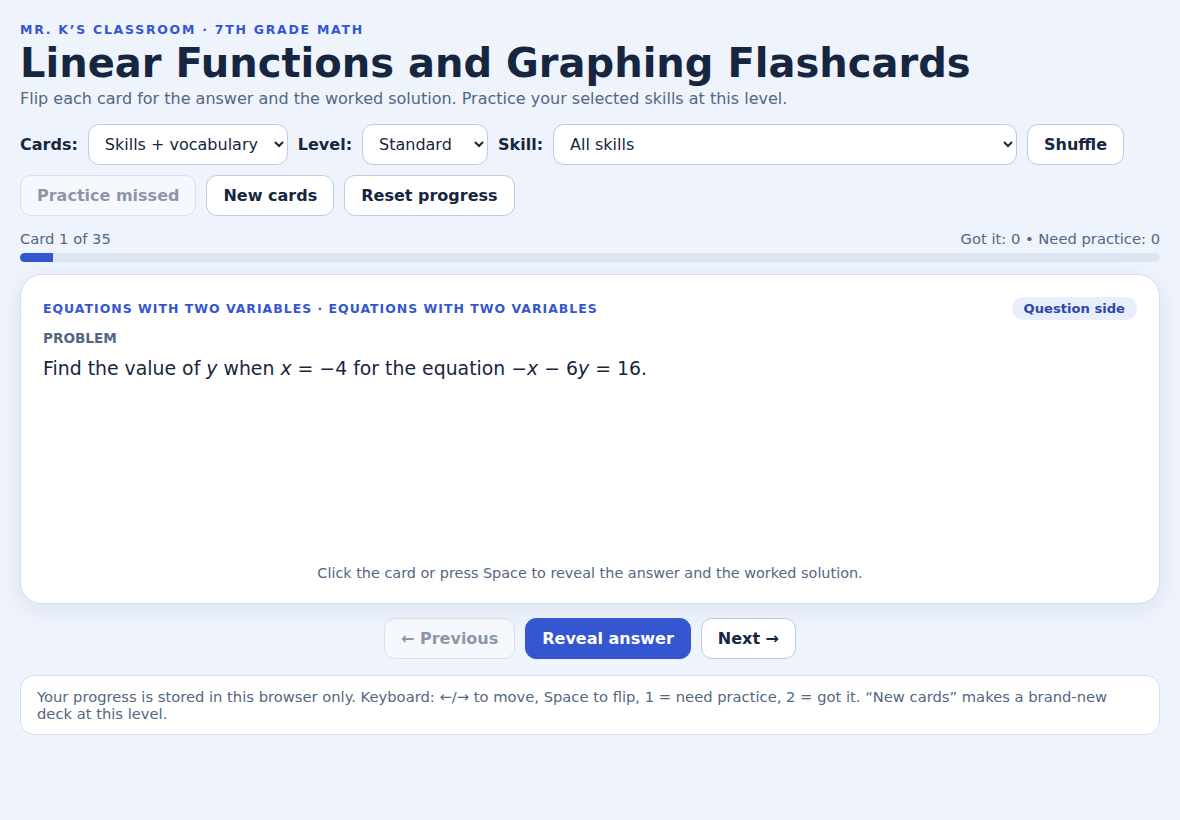 MR. K’S CLASSROOM · 7TH GRADE MATH
Linear Functions and Graphing Flashcards
Flip each card for the answer and the worked solution. Practice your selected skills at this level.
Cards: Skills + vocabulary Level: Standard Skill: All skills Shuffle
Practice missed New cards Reset progress
Card 1 of 35 Got it: 0 • Need practice: 0
EQUATIONS WITH TWO VARIABLES · EQUATIONS WITH TWO VARIABLES Question side
PROBLEM
Find the value of y when x = −4 for the equation −x − 6y = 16.
Click the card or press Space to reveal the answer and the worked solution.
← Previous Reveal answer Next →
Your progress is stored in this browser only. Keyboard: ←/→ to move, Space to flip, 1 = need practice, 2 = got it. “New cards” makes a brand-new
deck at this level.